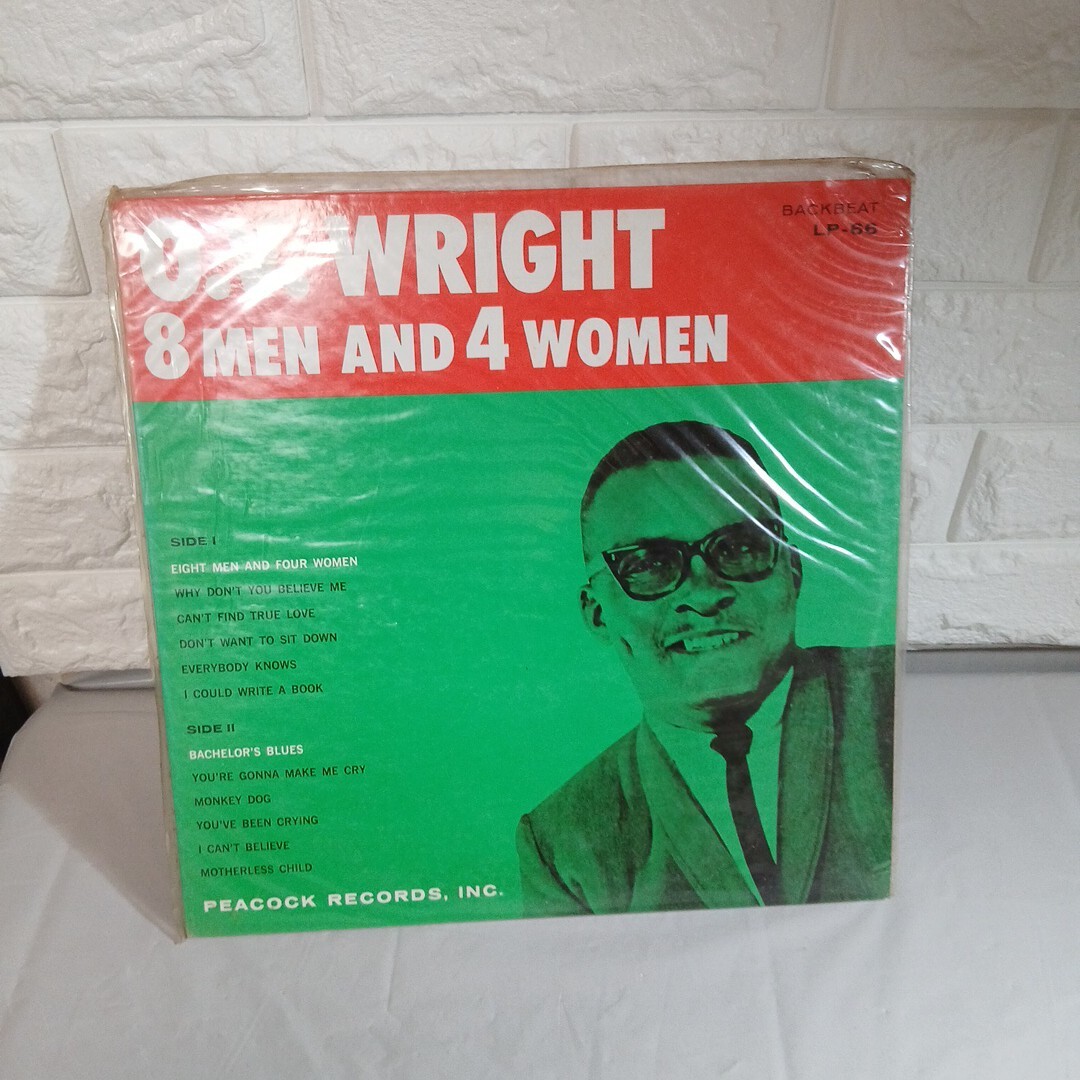 O.V. WRIGHT
BACKBEAT
LP-66
8 MEN AND 4 WOMEN
SIDE I
EIGHT MEN AND FOUR WOMEN
WHY DON'T YOU BELIEVE ME
CAN'T FIND TRUE LOVE
DON'T WANT TO SIT DOWN
EVERYBODY KNOWS
I COULD WRITE A BOOK
SIDE II
BACHELOR'S BLUES
YOU'RE GONNA MAKE ME CRY
MONKEY DOG
YOU'VE BEEN CRYING
I CAN'T BELIEVE
MOTHERLESS CHILD
PEACOCK RECORDS, INC.